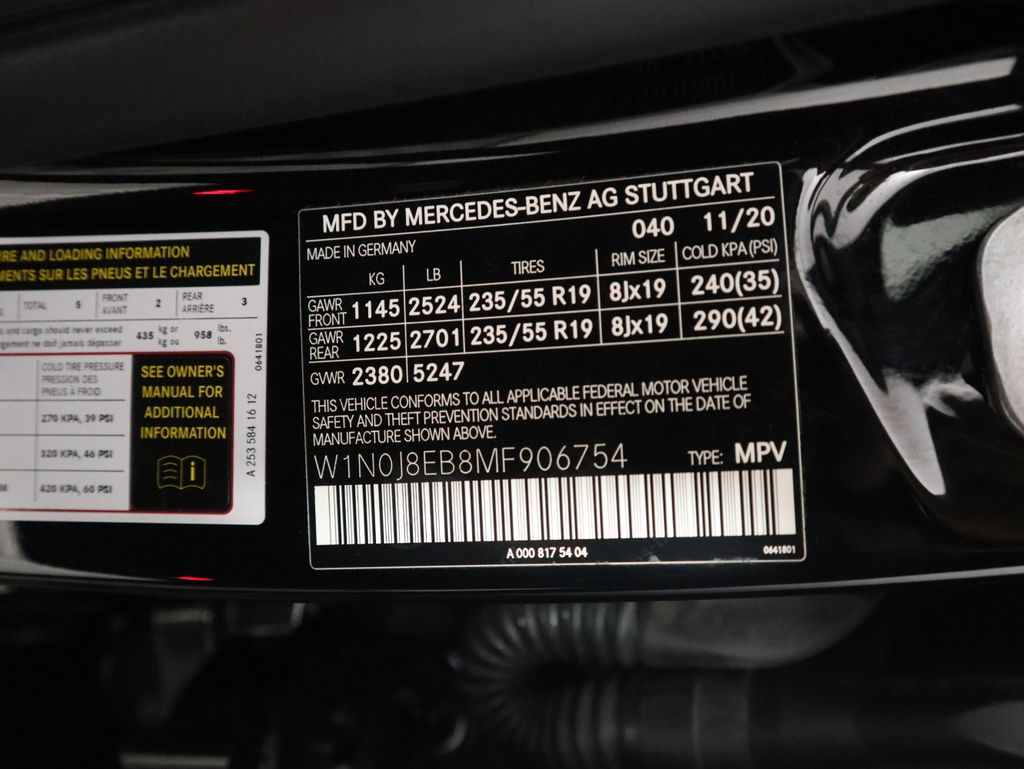 IRE AND LOADING INFORMATION
MENTS SUR LES PNEUS ET LE CHARGEMENT
TOTAL 5 FRONT AVANT 2 REAR ARRIÈRE 3
and cargo should never exceed 435 kg or 958 lbs.
ne doit jamais dépasser kg ou lb.
COLD TIRE PRESSURE
PRESSION DES
PNEUS À FROID
270 KPA, 39 PSI
320 KPA, 46 PSI
420 KPA, 60 PSI
SEE OWNER'S
MANUAL FOR
ADDITIONAL
INFORMATION
0641801
A 253 584 16 12
MFD BY MERCEDES-BENZ AG STUTTGART
MADE IN GERMANY 040 11/20
KG LB TIRES RIM SIZE COLD KPA (PSI)
GAWR FRONT 1145 2524 235/55 R19 8Jx19 240(35)
GAWR REAR 1225 2701 235/55 R19 8Jx19 290(42)
GVWR 2380 5247
THIS VEHICLE CONFORMS TO ALL APPLICABLE FEDERAL MOTOR VEHICLE
SAFETY AND THEFT PREVENTION STANDARDS IN EFFECT ON THE DATE OF
MANUFACTURE SHOWN ABOVE.
W1N0J8EB8MF906754 TYPE: MPV
A 000 817 54 04 0641801